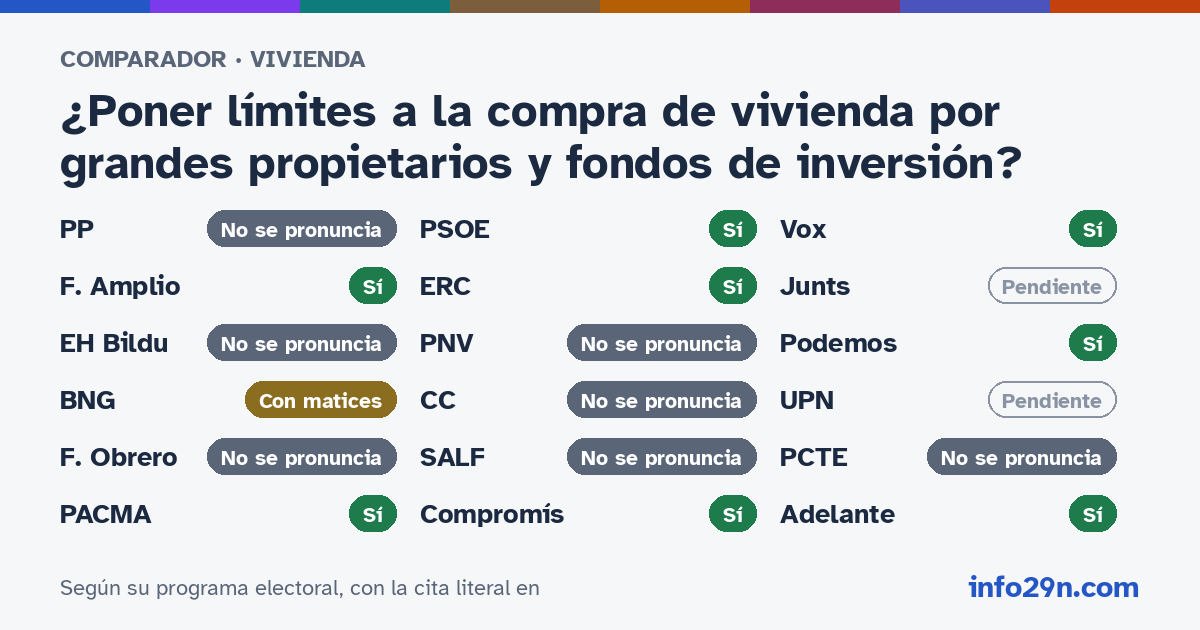 COMPARADOR · VIVIENDA
¿Poner límites a la compra de vivienda por
grandes propietarios y fondos de inversión?
PP No se pronuncia PSOE Sí Vox Sí
F. Amplio Sí ERC Sí Junts Pendiente
EH Bildu No se pronuncia PNV No se pronuncia Podemos Sí
BNG Con matices CC No se pronuncia UPN Pendiente
F. Obrero No se pronuncia SALF No se pronuncia PCTE No se pronuncia
PACMA Sí Compromís Sí Adelante Sí
Según su programa electoral, con la cita literal en info29n.com